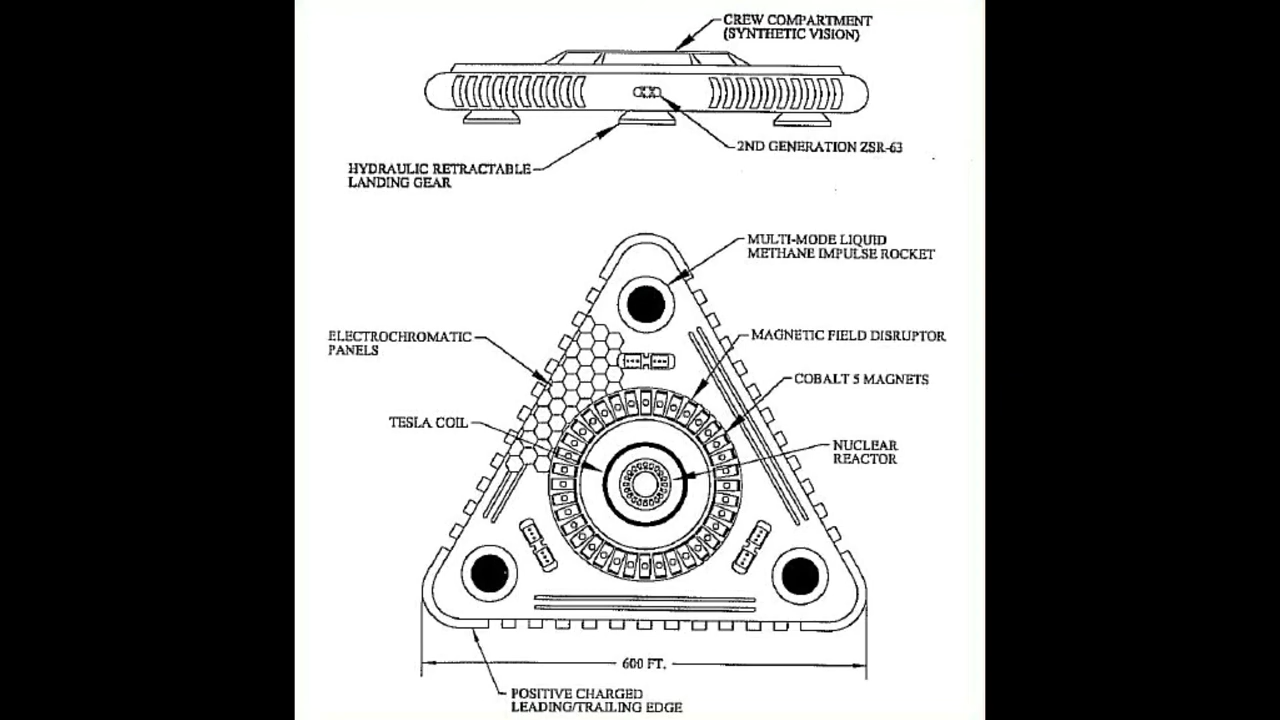 CREW COMPARTMENT
(SYNTHETIC VISION)
2ND GENERATION ZSR-63
HYDRAULIC RETRACTABLE
LANDING GEAR
MULTI-MODE LIQUID
METHANE IMPULSE ROCKET
ELECTROCHROMATIC
PANELS
MAGNETIC FIELD DISRUPTOR
COBALT 5 MAGNETS
TESLA COIL
NUCLEAR
REACTOR
600 FT.
POSITIVE CHARGED
LEADING/TRAILING EDGE